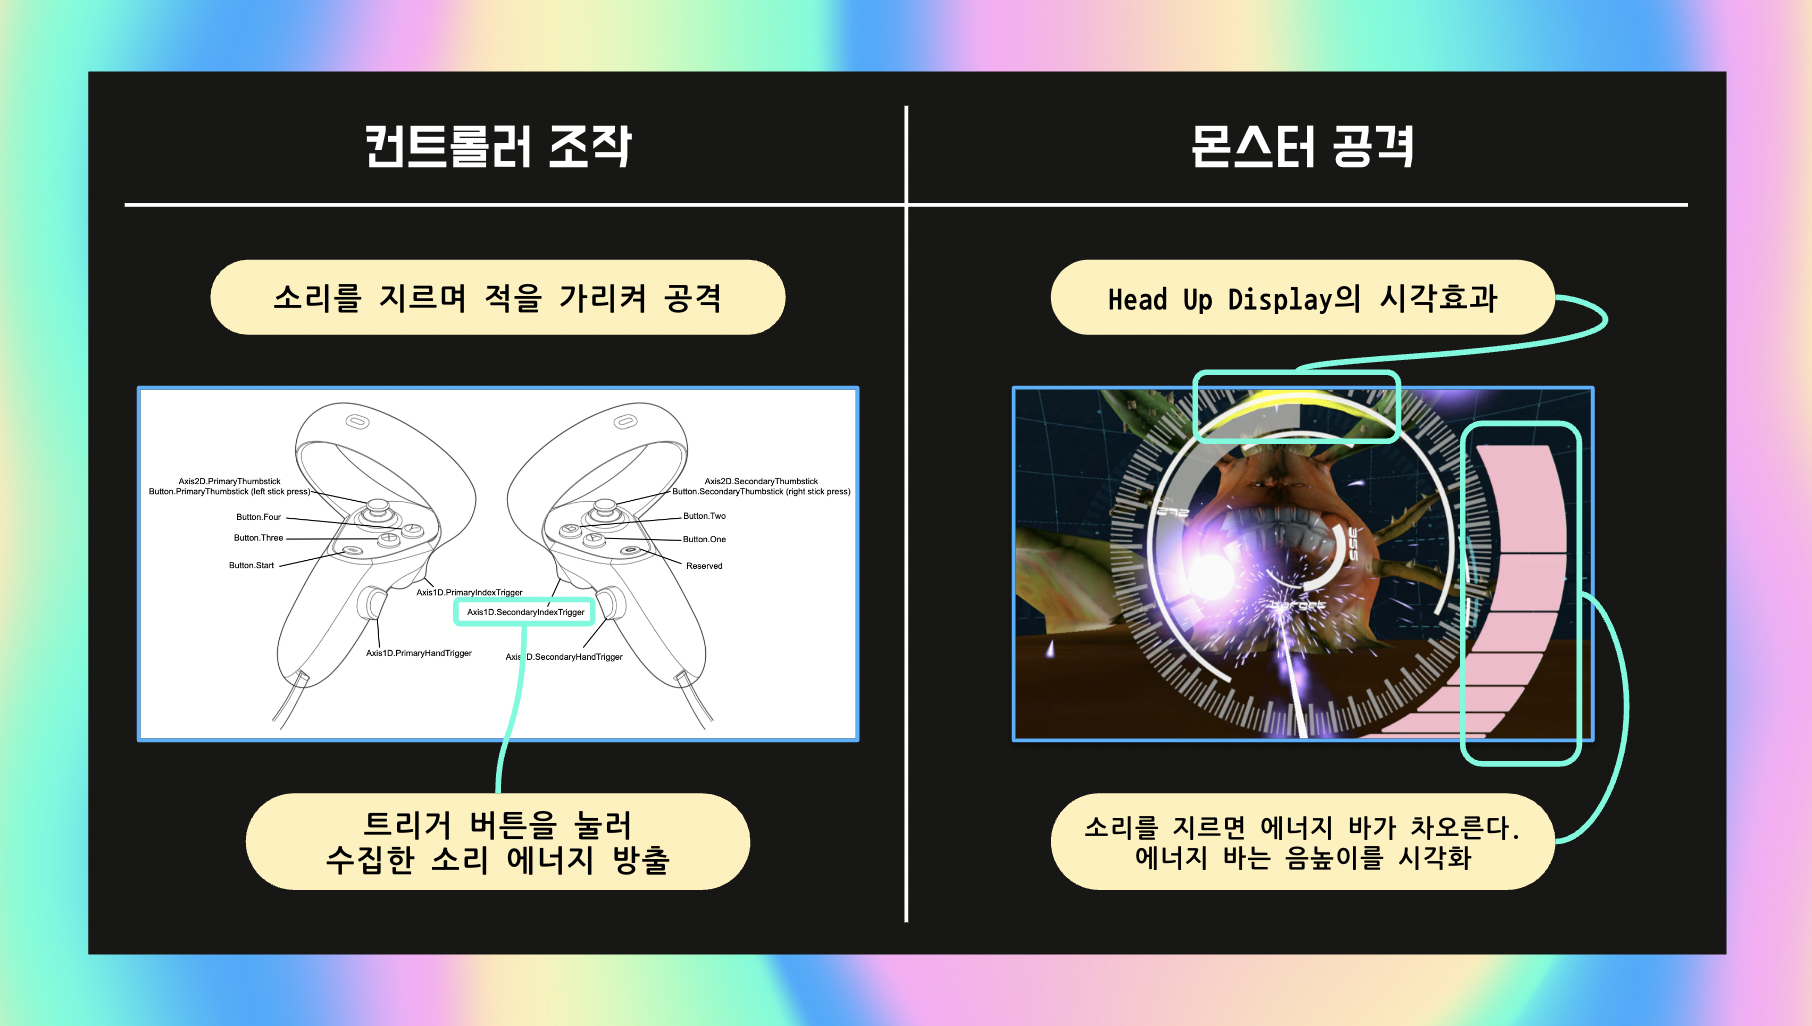 컨트롤러 조작
소리를 지르며 적을 가리켜 공격
Axis2D.PrimaryThumbstick
Button.PrimaryThumbstick (left stick press)
Button.Four
Button.Three
Button.Start
Axis1D.PrimaryIndexTrigger
Axis1D.PrimaryHandTrigger
Axis2D.SecondaryThumbstick
Button.SecondaryThumbstick (right stick press)
Button.Two
Button.One
Reserved
Axis1D.SecondaryIndexTrigger
Axis1D.SecondaryHandTrigger
트리거 버튼을 눌러
수집한 소리 에너지 방출
몬스터 공격
Head Up Display의 시각효과
target
소리를 지르면 에너지 바가 차오른다.
에너지 바는 음높이를 시각화